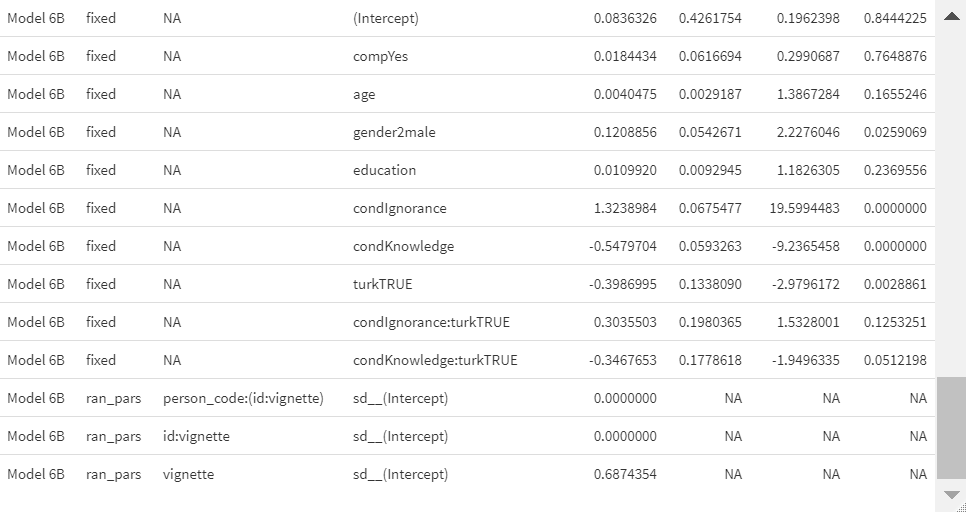 Model 6B fixed NA (Intercept) 0.0836326 0.4261754 0.1962398 0.8444225
Model 6B fixed NA compYes 0.0184434 0.0616694 0.2990687 0.7648876
Model 6B fixed NA age 0.0040475 0.0029187 1.3867284 0.1655246
Model 6B fixed NA gender2male 0.1208856 0.0542671 2.2276046 0.0259069
Model 6B fixed NA education 0.0109920 0.0092945 1.1826305 0.2369556
Model 6B fixed NA condIgnorance 1.3238984 0.0675477 19.5994483 0.0000000
Model 6B fixed NA condKnowledge -0.5479704 0.0593263 -9.2365458 0.0000000
Model 6B fixed NA turkTRUE -0.3986995 0.1338090 -2.9796172 0.0028861
Model 6B fixed NA condIgnorance:turkTRUE 0.3035503 0.1980365 1.5328001 0.1253251
Model 6B fixed NA condKnowledge:turkTRUE -0.3467653 0.1778618 -1.9496335 0.0512198
Model 6B ran_pars person_code:(id:vignette) sd__(Intercept) 0.0000000 NA NA NA
Model 6B ran_pars id:vignette sd__(Intercept) 0.0000000 NA NA NA
Model 6B ran_pars vignette sd__(Intercept) 0.6874354 NA NA NA